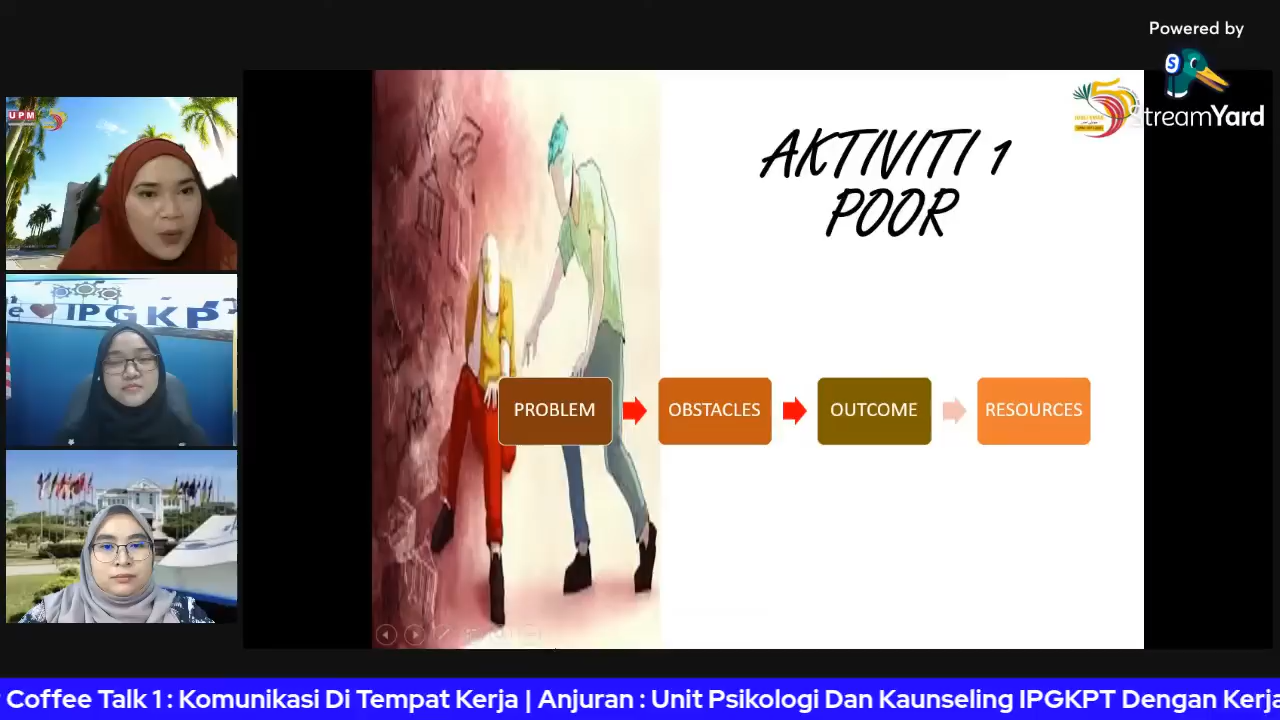 Powered by
StreamYard
UPM
AKTIVITI 1
POOR
IPGKP
PROBLEM
OBSTACLES
OUTCOME
RESOURCES
Coffee Talk 1 : Komunikasi Di Tempat Kerja | Anjuran : Unit Psikologi Dan Kaunseling IPGKPT Dengan Kerja